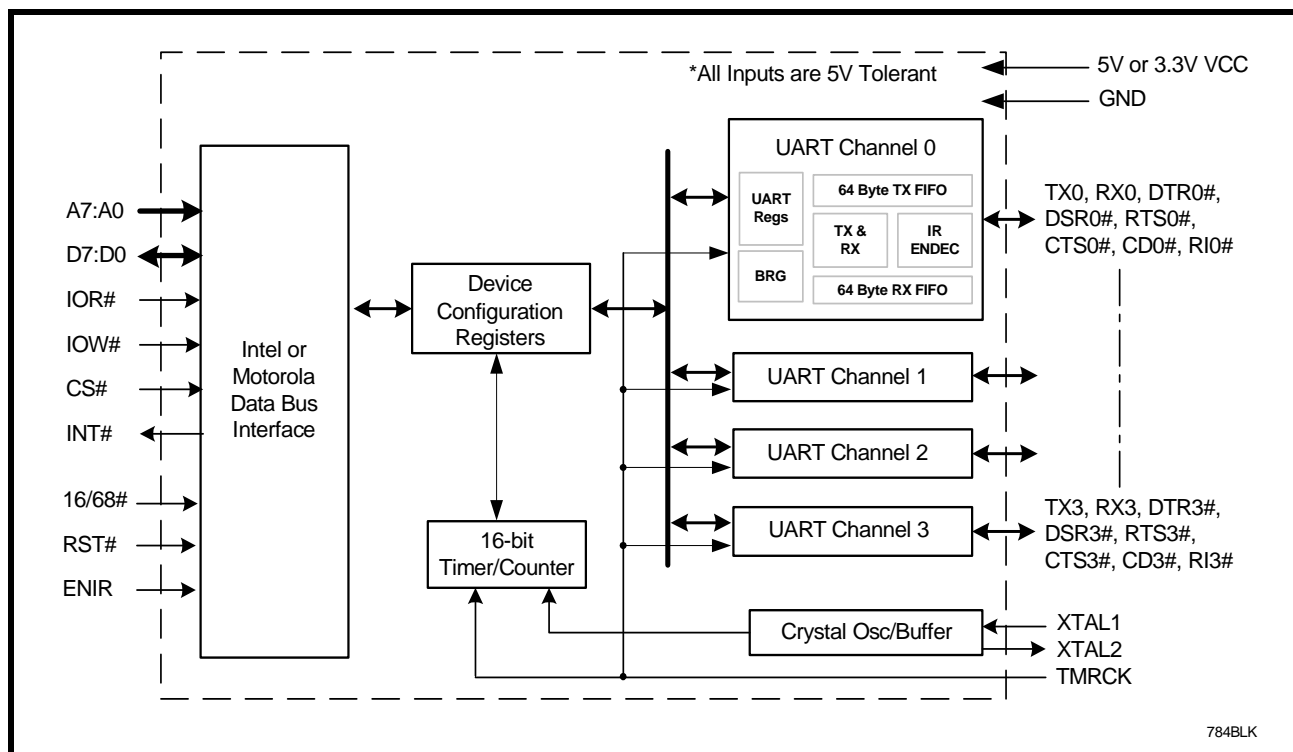 *All Inputs are 5V Tolerant
5V or 3.3V VCC
GND
A7:A0
D7:D0
IOR#
IOW#
CS#
INT#
16/68#
RST#
ENIR
Intel or
Motorola
Data Bus
Interface
Device
Configuration
Registers
16-bit
Timer/Counter
UART Channel 0
UART
Regs
BRG
64 Byte TX FIFO
TX &
RX
IR
ENDEC
64 Byte RX FIFO
UART Channel 1
UART Channel 2
UART Channel 3
Crystal Osc/Buffer
TX0, RX0, DTR0#,
DSR0#, RTS0#,
CTS0#, CD0#, RI0#
TX3, RX3, DTR3#,
DSR3#, RTS3#,
CTS3#, CD3#, RI3#
XTAL1
XTAL2
TMRCK
784BLK